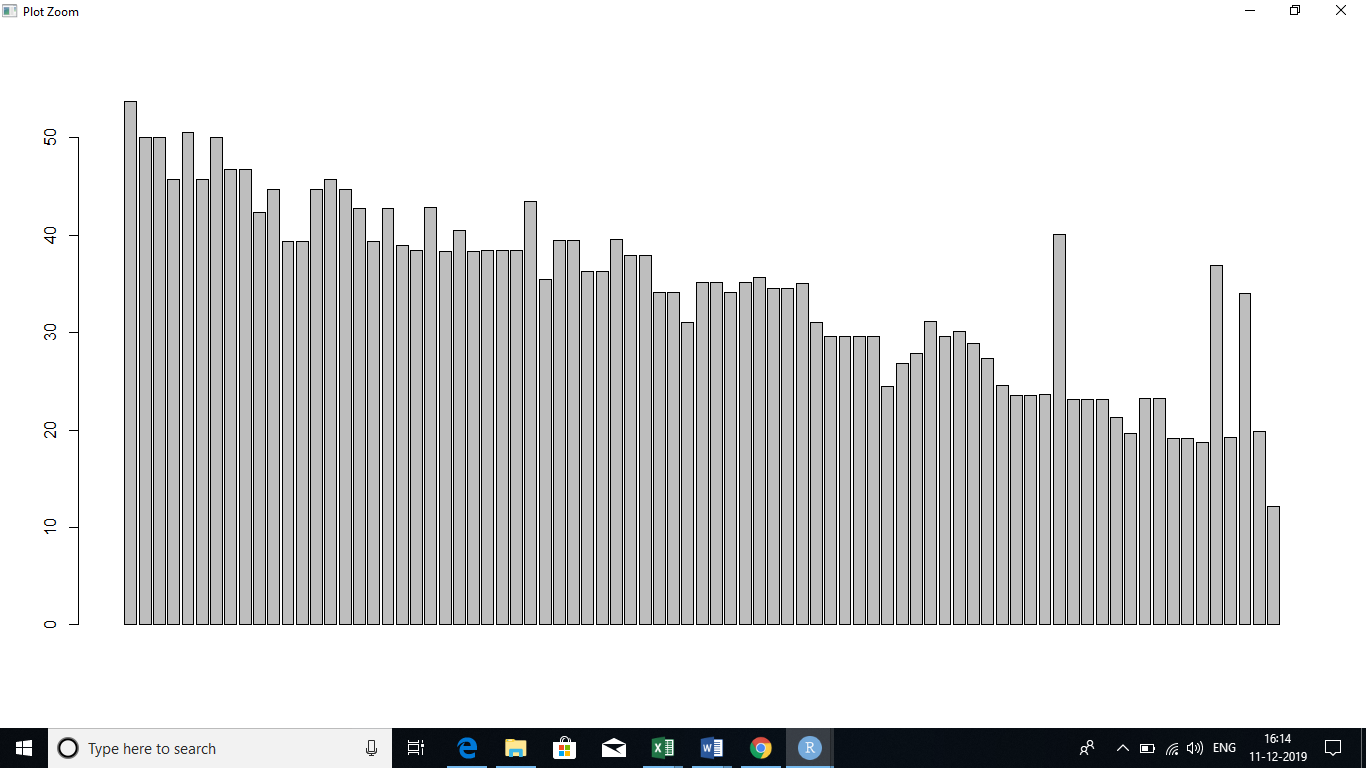 Plot Zoom
50
40
30
20
10
0
Type here to search
X
W
R
ENG
16:14
11-12-2019